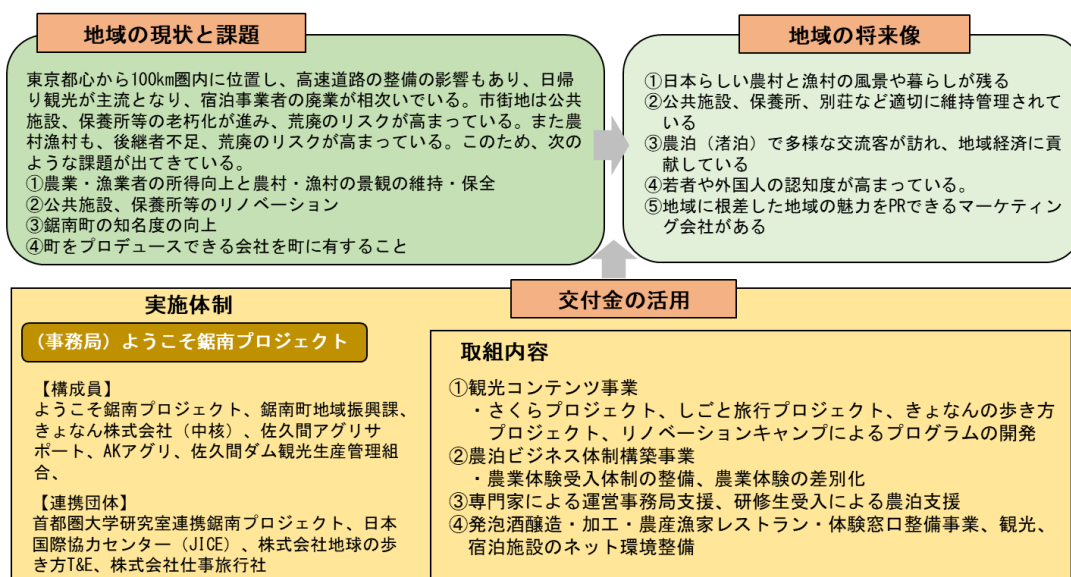 地域の現状と課題
東京都心から100km圏内に位置し、高速道路の整備の影響もあり、日帰
り観光が主流となり、宿泊事業者の廃業が相次いでいる。市街地は公共
施設、保養所等の老朽化が進み、荒廃のリスクが高まっている。また農
村漁村も、後継者不足、荒廃のリスクが高まっている。このため、次の
ような課題が出てきている。
①農業・漁業者の所得向上と農村・漁村の景観の維持・保全
②公共施設、保養所等のリノベーション
③鋸南町の知名度の向上
④町をプロデュースできる会社を町に有すること
地域の将来像
①日本らしい農村と漁村の風景や暮らしが残る
②公共施設、保養所、別荘など適切に維持管理されて
いる
③農泊（渚泊）で多様な交流客が訪れ、地域経済に貢
献している
④若者や外国人の認知度が高まっている。
⑤地域に根差した地域の魅力をPRできるマーケティン
グ会社がある
交付金の活用
実施体制
（事務局）ようこそ鋸南プロジェクト
【構成員】
ようこそ鋸南プロジェクト、鋸南町地域振興課、
きょなん株式会社（中核）、佐久間アグリサ
ポート、AKアグリ、佐久間ダム観光生産管理組
合、
【連携団体】
首都圏大学研究室連携鋸南プロジェクト、日本
国際協力センター（JICE）、株式会社地球の歩
き方T&E、株式会社仕事旅行社
取組内容
①観光コンテンツ事業
・さくらプロジェクト、しごと旅行プロジェクト、きょなんの歩き方
プロジェクト、リノベーションキャンプによるプログラムの開発
②農泊ビジネス体制構築事業
・農業体験受入体制の整備、農業体験の差別化
③専門家による運営事務局支援、研修生受入による農泊支援
④発泡酒醸造・加工・農産漁家レストラン・体験窓口整備事業、観光、
宿泊施設のネット環境整備